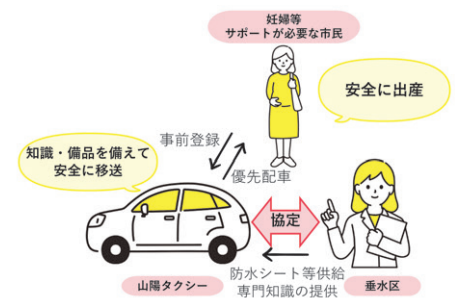 妊婦等
サポートが必要な市民
安全に出産
事前登録
知識・備品を備えて
安全に移送
優先配車
協定
防水シート等供給
専門知識の提供
山陽タクシー
垂水区